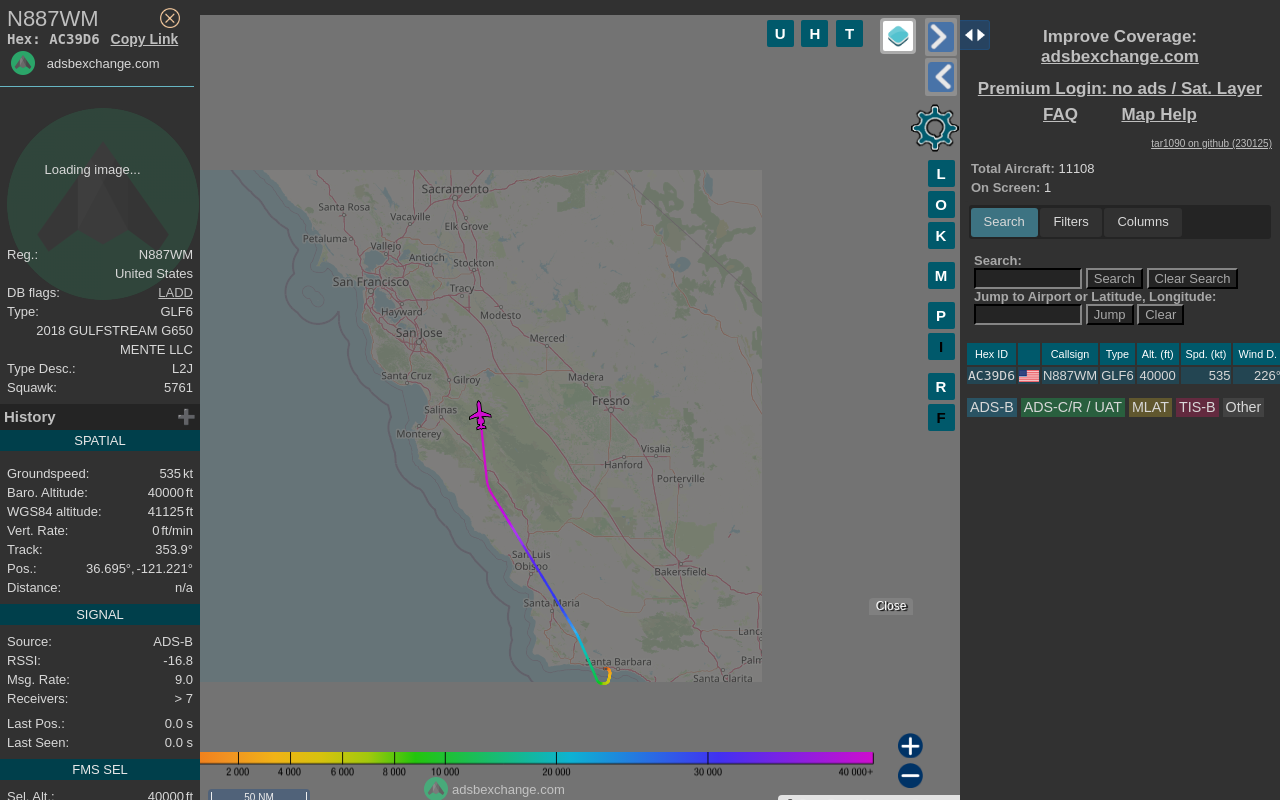 N887WM
Hex: AC39D6 Copy Link
adsbexchange.com
Loading image...
Reg.: N887WM
United States
DB flags: LADD
Type: GLF6
2018 GULFSTREAM G650
MENTE LLC
Type Desc.: L2J
Squawk: 5761
History
SPATIAL
Groundspeed: 535 kt
Baro. Altitude: 40000 ft
WGS84 altitude: 41125 ft
Vert. Rate: 0 ft/min
Track: 353.9°
Pos.: 36.695°, -121.221°
Distance: n/a
SIGNAL
Source: ADS-B
RSSI: -16.8
Msg. Rate: 9.0
Receivers: > 7
Last Pos.: 0.0 s
Last Seen: 0.0 s
FMS SEL
Sel. Alt.: 40000 ft
U H T
L
O
K
M
P
I
R
F
Sacramento
Santa Rosa
Vacaville
Elk Grove
Petaluma
Vallejo
Antioch
Stockton
San Francisco
Tracy
Hayward
Modesto
San Jose
Merced
Santa Cruz
Gilroy
Madera
Salinas
Fresno
Monterey
Visalia
Hanford
Porterville
San Luis
Obispo
Bakersfield
Santa Maria
Lanca
Santa Barbara
Palm
Santa Clarita
Close
2 000 4 000 6 000 8 000 10 000 20 000 30 000 40 000+
adsbexchange.com
50 NM
Improve Coverage:
adsbexchange.com
Premium Login: no ads / Sat. Layer
FAQ Map Help
tar1090 on github (230125)
Total Aircraft: 11108
On Screen: 1
Search Filters Columns
Search:
Search Clear Search
Jump to Airport or Latitude, Longitude:
Jump Clear
Hex ID Callsign Type Alt. (ft) Spd. (kt) Wind D.
AC39D6 N887WM GLF6 40000 535 226°
ADS-B ADS-C/R / UAT MLAT TIS-B Other